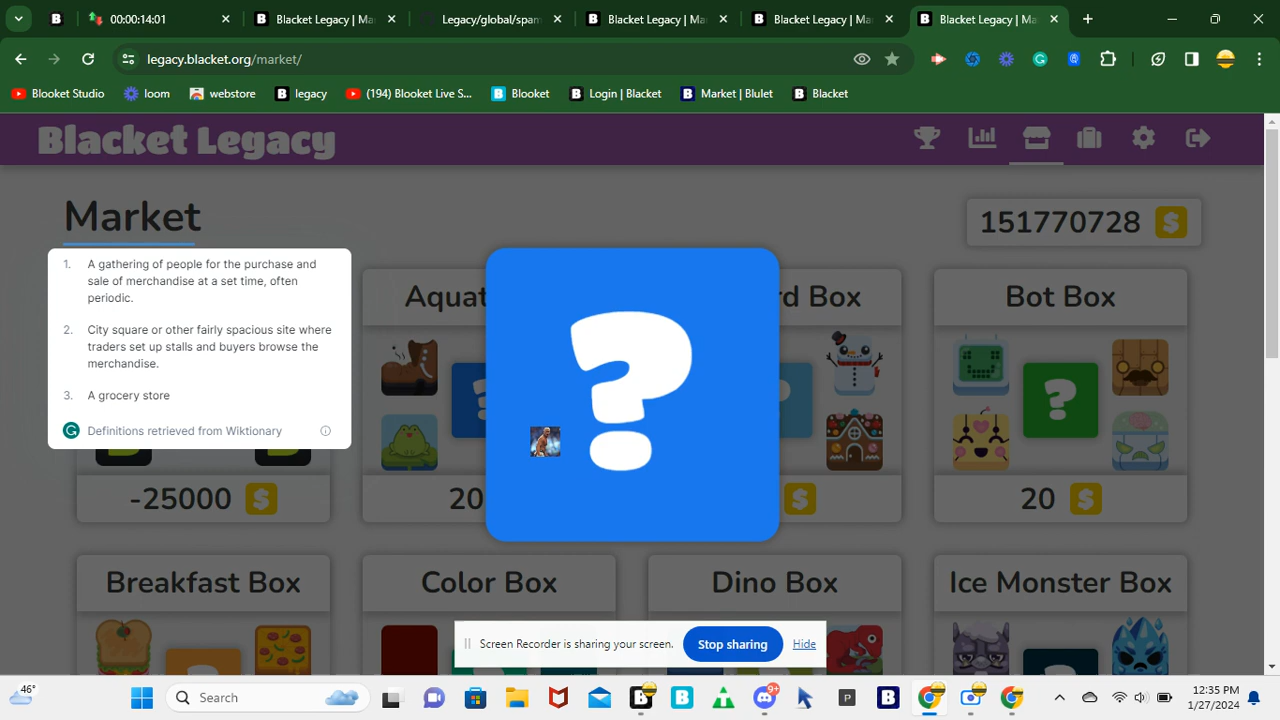 00:00:14:01
Blacket Legacy | Ma
Legacy/global/spam
Blacket Legacy | Ma
Blacket Legacy | Ma
Blacket Legacy | Ma
legacy.blacket.org/market/
Blooket Studio
loom
webstore
legacy
(194) Blooket Live S...
Blooket
Login | Blacket
Market | Blulet
Blacket
Blacket Legacy
Market
151770728
1. A gathering of people for the purchase and
sale of merchandise at a set time, often
periodic.
2. City square or other fairly spacious site where
traders set up stalls and buyers browse the
merchandise.
3. A grocery store
Definitions retrieved from Wiktionary
Aquat
rd Box
Bot Box
?
?
-25000
20
20
Breakfast Box
Color Box
Dino Box
Ice Monster Box
Screen Recorder is sharing your screen.
Stop sharing
Hide
46°
Search
9+
P
12:35 PM
1/27/2024